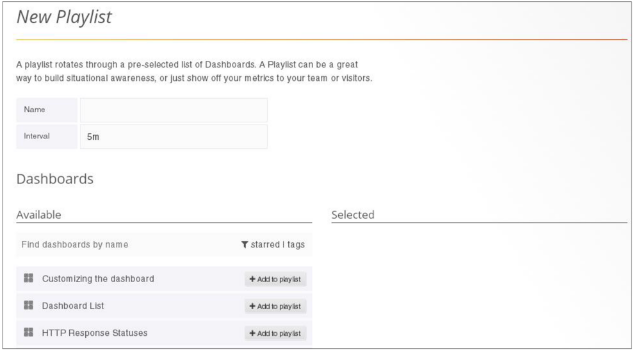 New Playlist
A playlist rotates through a pre-selected list of Dashboards. A Playlist can be a great
way to build situational awareness, or just show off your metrics to your team or visitors.
Name
Interval 5m
Dashboards
Available
Selected
Find dashboards by name starred | tags
Customizing the dashboard + Add to playlist
Dashboard List + Add to playlist
HTTP Response Statuses + Add to playlist